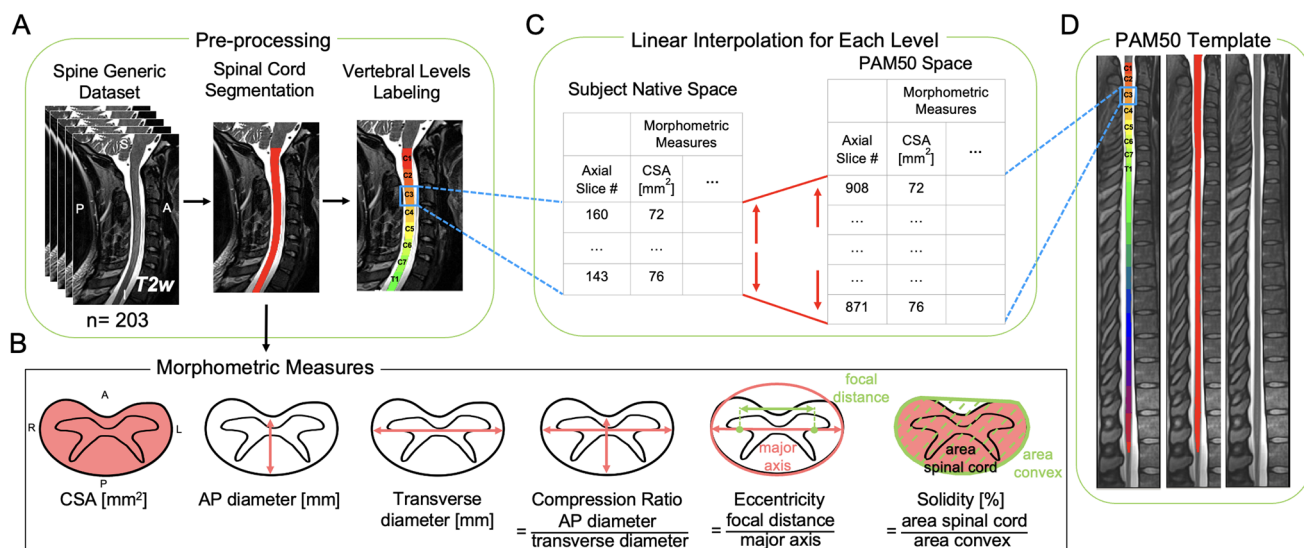 A
Pre-processing
Spine Generic
Dataset
Spinal Cord
Segmentation
Vertebral Levels
Labeling
S
P
A
I
T2w
n= 203
C1
C2
C3
C4
C5
C6
C7
T1
C
Linear Interpolation for Each Level
Subject Native Space
Morphometric
Measures
Axial
Slice #
CSA
[mm²]
...
160
72
...
...
143
76
PAM50 Space
Morphometric
Measures
Axial
Slice #
CSA
[mm²]
...
908
72
...
...
...
...
...
...
871
76
D
PAM50 Template
C1
C2
C3
C4
C5
C6
C7
T1
B
Morphometric Measures
A
R
L
P
CSA [mm²]
AP diameter [mm]
Transverse
diameter [mm]
Compression Ratio
= AP diameter
transverse diameter
focal
distance
major
axis
Eccentricity
= focal distance
major axis
area
spinal cord
area
convex
Solidity [%]
= area spinal cord
area convex